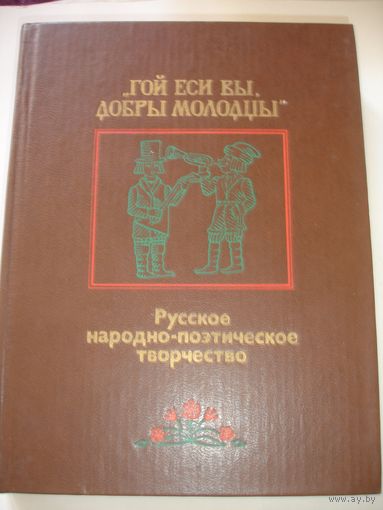 „ГОЙ ЕСИ ВЫ,
ДОБРЫ МОЛОДЦЫ“
Русское
народно-поэтическое
творчество
www.ay.by